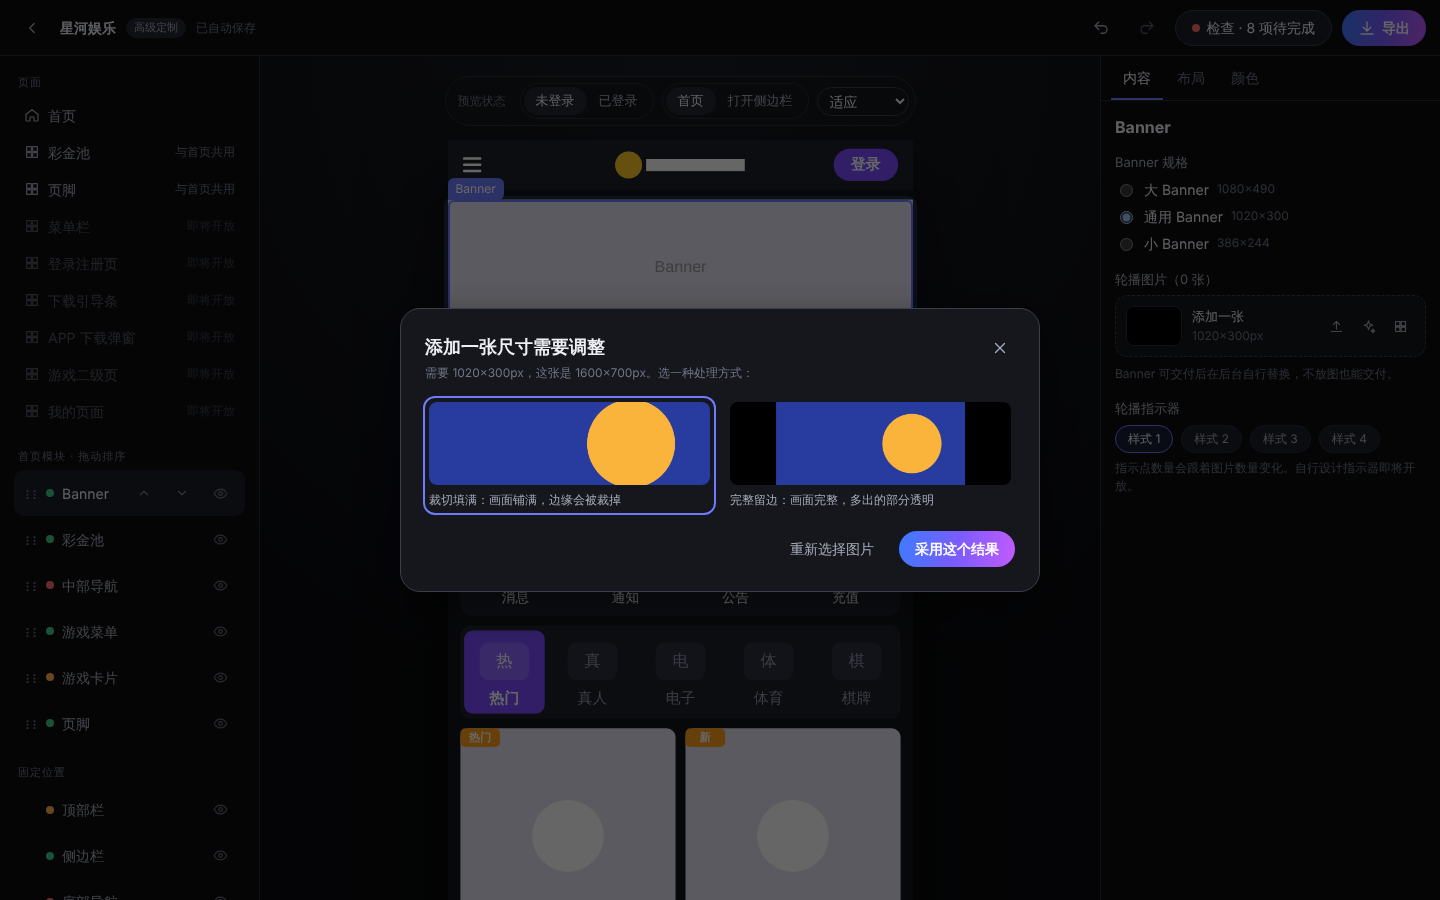 星河娱乐 高级定制 已自动保存 检查 · 8 项待完成 导出
页面
首页
彩金池 与首页共用
页脚 与首页共用
菜单栏 即将开放
登录注册页 即将开放
下载引导条 即将开放
APP 下载弹窗 即将开放
游戏二级页 即将开放
我的页面 即将开放
首页模块 · 拖动排序
Banner
彩金池
中部导航
游戏菜单
游戏卡片
页脚
固定位置
顶部栏
侧边栏
预览状态 未登录 已登录 首页 打开侧边栏 适应
登录
Banner
Banner
添加一张尺寸需要调整
需要 1020×300px，这张是 1600×700px。选一种处理方式：
裁切填满：画面铺满，边缘会被裁掉
完整留边：画面完整，多出的部分透明
重新选择图片 采用这个结果
消息 通知 公告 充值
热 真 电 体 棋
热门 真人 电子 体育 棋牌
热门 新
内容 布局 颜色
Banner
Banner 规格
大 Banner 1080×490
通用 Banner 1020×300
小 Banner 386×244
轮播图片（0 张）
添加一张
1020×300px
Banner 可交付后在后台自行替换，不放图也能交付。
轮播指示器
样式 1 样式 2 样式 3 样式 4
指示点数量会跟着图片数量变化。自行设计指示器即将开
放。